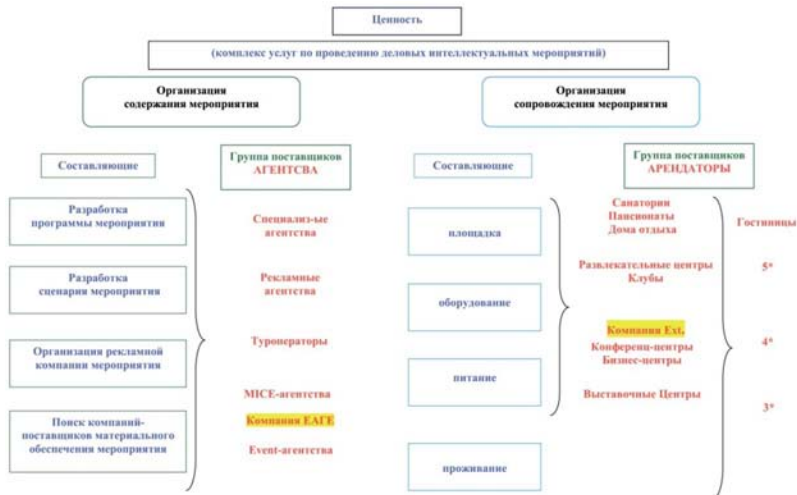 Ценность
(комплекс услуг по проведению деловых интеллектуальных мероприятий)
Организация
содержания мероприятия
Организация
сопровождения мероприятия
Составляющие
Группа поставщиков
АГЕНТСВА
Составляющие
Группа поставщиков
АРЕНДАТОРЫ
Разработка
программы мероприятия
Разработка
сценария мероприятия
Организация рекламной
компании мероприятия
Поиск компаний-
поставщиков материального
обеспечения мероприятия
Специализ-ые
агентства
Рекламные
агентства
Туроператоры
MICE-агентства
Компания ЕАГЕ
Event-агентства
площадка
оборудование
питание
проживание
Санатории
Пансионаты
Дома отдыха
Развлекательные центры
Клубы
Компания Ext.
Конференц-центры
Бизнес-центры
Выставочные Центры
Гостиницы
5*
4*
3*